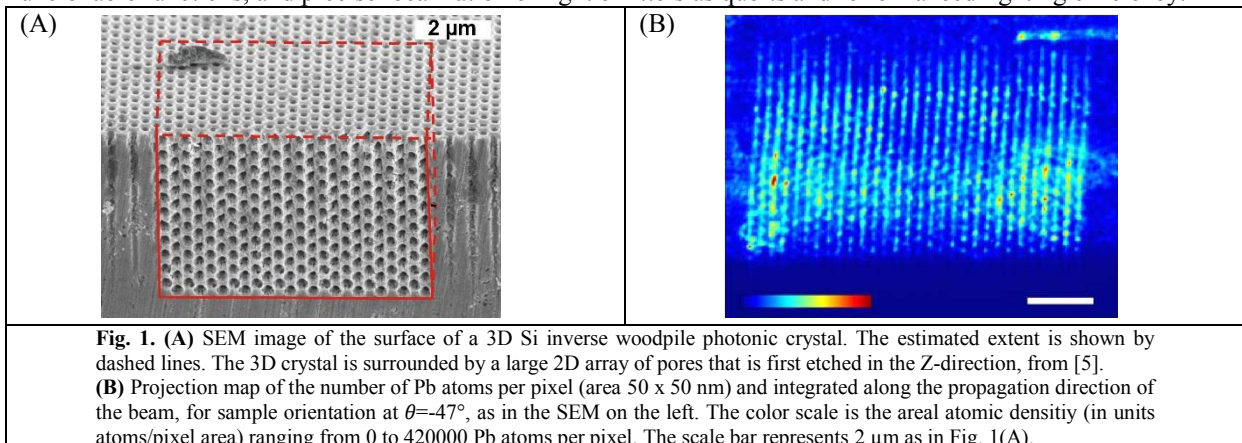 (A)
2 µm
(B)
Fig. 1. (A) SEM image of the surface of a 3D Si inverse woodpile photonic crystal. The estimated extent is shown by
dashed lines. The 3D crystal is surrounded by a large 2D array of pores that is first etched in the Z-direction, from [5].
(B) Projection map of the number of Pb atoms per pixel (area 50 x 50 nm) and integrated along the propagation direction of
the beam, for sample orientation at θ=-47°, as in the SEM on the left. The color scale is the areal atomic densitiy (in units
atoms/pixel area) ranging from 0 to 420000 Pb atoms per pixel. The scale bar represents 2 µm as in Fig. 1(A).